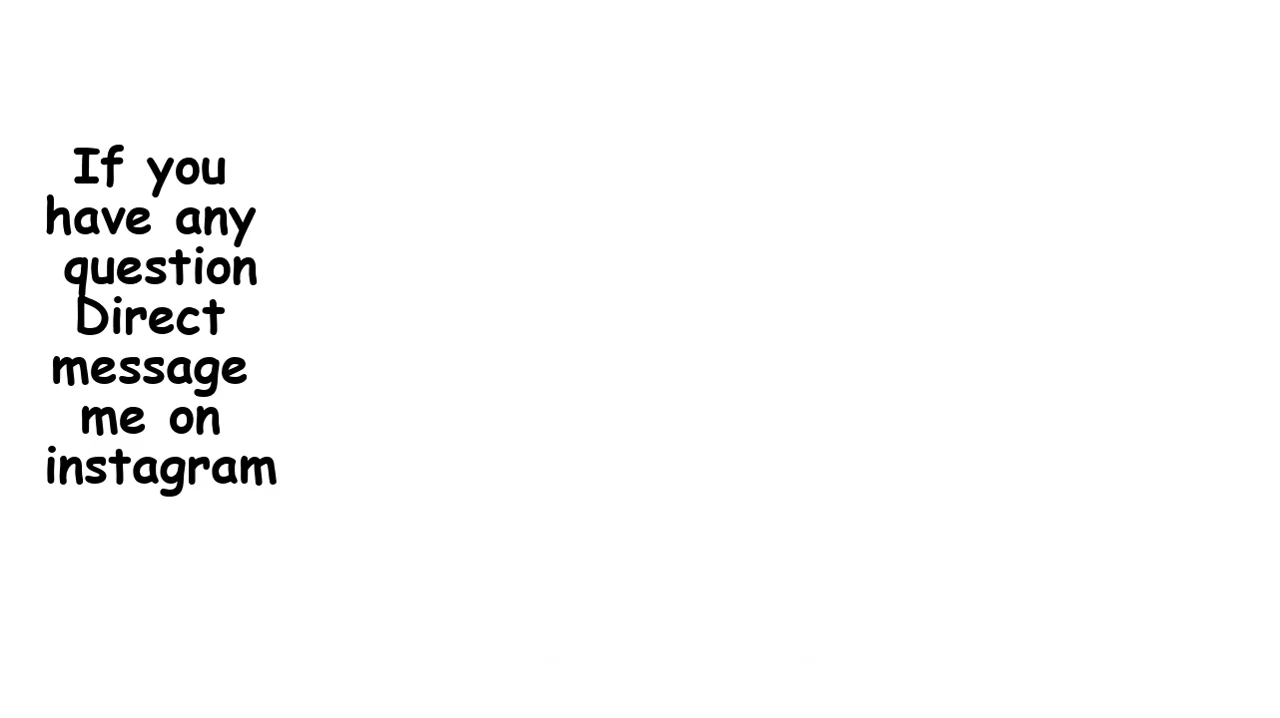 If you
have any
question
Direct
message
me on
instagram